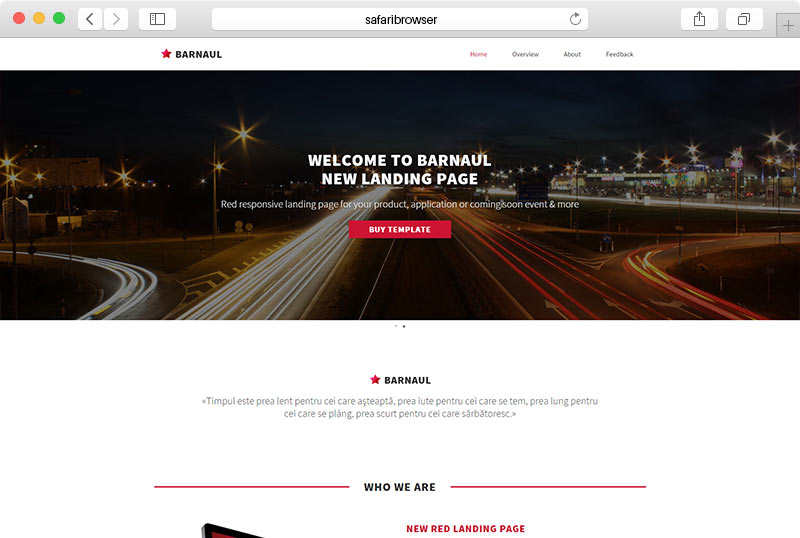 safaribrowser
BARNAUL
Home
Overview
About
Feedback
WELCOME TO BARNAUL
NEW LANDING PAGE
Red responsive landing page for your product, application or coming|soon event & more
BUY TEMPLATE
BARNAUL
«Timpul este prea lent pentru cei care așteaptă, prea iute pentru cei care se tem, prea lung pentru
cei care se plâng, prea scurt pentru cei care sărbătoresc.»
WHO WE ARE
NEW RED LANDING PAGE